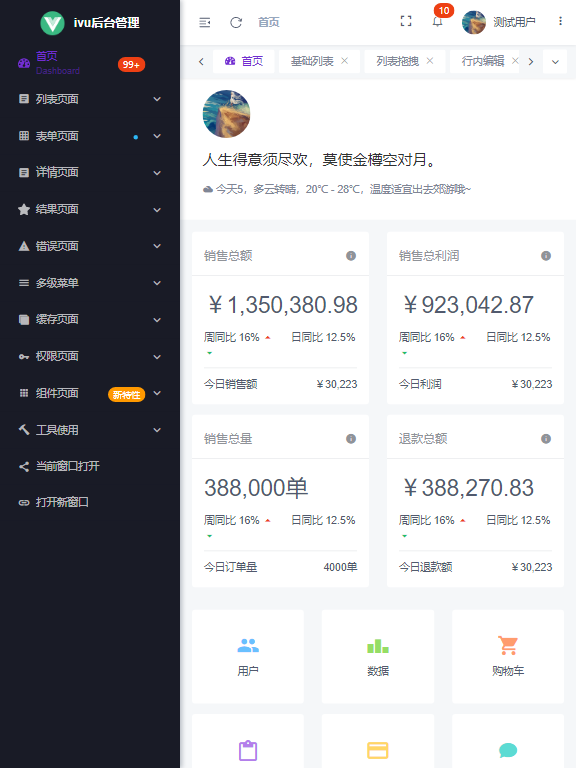 ivu后台管理
首页
Dashboard
99+
列表页面
表单页面
详情页面
结果页面
错误页面
多级菜单
缓存页面
权限页面
组件页面
新特性
工具使用
当前窗口打开
打开新窗口
首页
10
测试用户
首页
基础列表
列表拖拽
行内编辑
人生得意须尽欢，莫使金樽空对月。
今天5，多云转晴，20℃ - 28℃，温度适宜出去郊游哦~
销售总额
￥1,350,380.98
周同比 16% 日同比 12.5%
今日销售额 ￥30,223
销售总利润
￥923,042.87
周同比 16% 日同比 12.5%
今日利润 ￥30,223
销售总量
388,000单
周同比 16% 日同比 12.5%
今日订单量 4000单
退款总额
￥388,270.83
周同比 16% 日同比 12.5%
今日退款额 ￥30,223
用户
数据
购物车